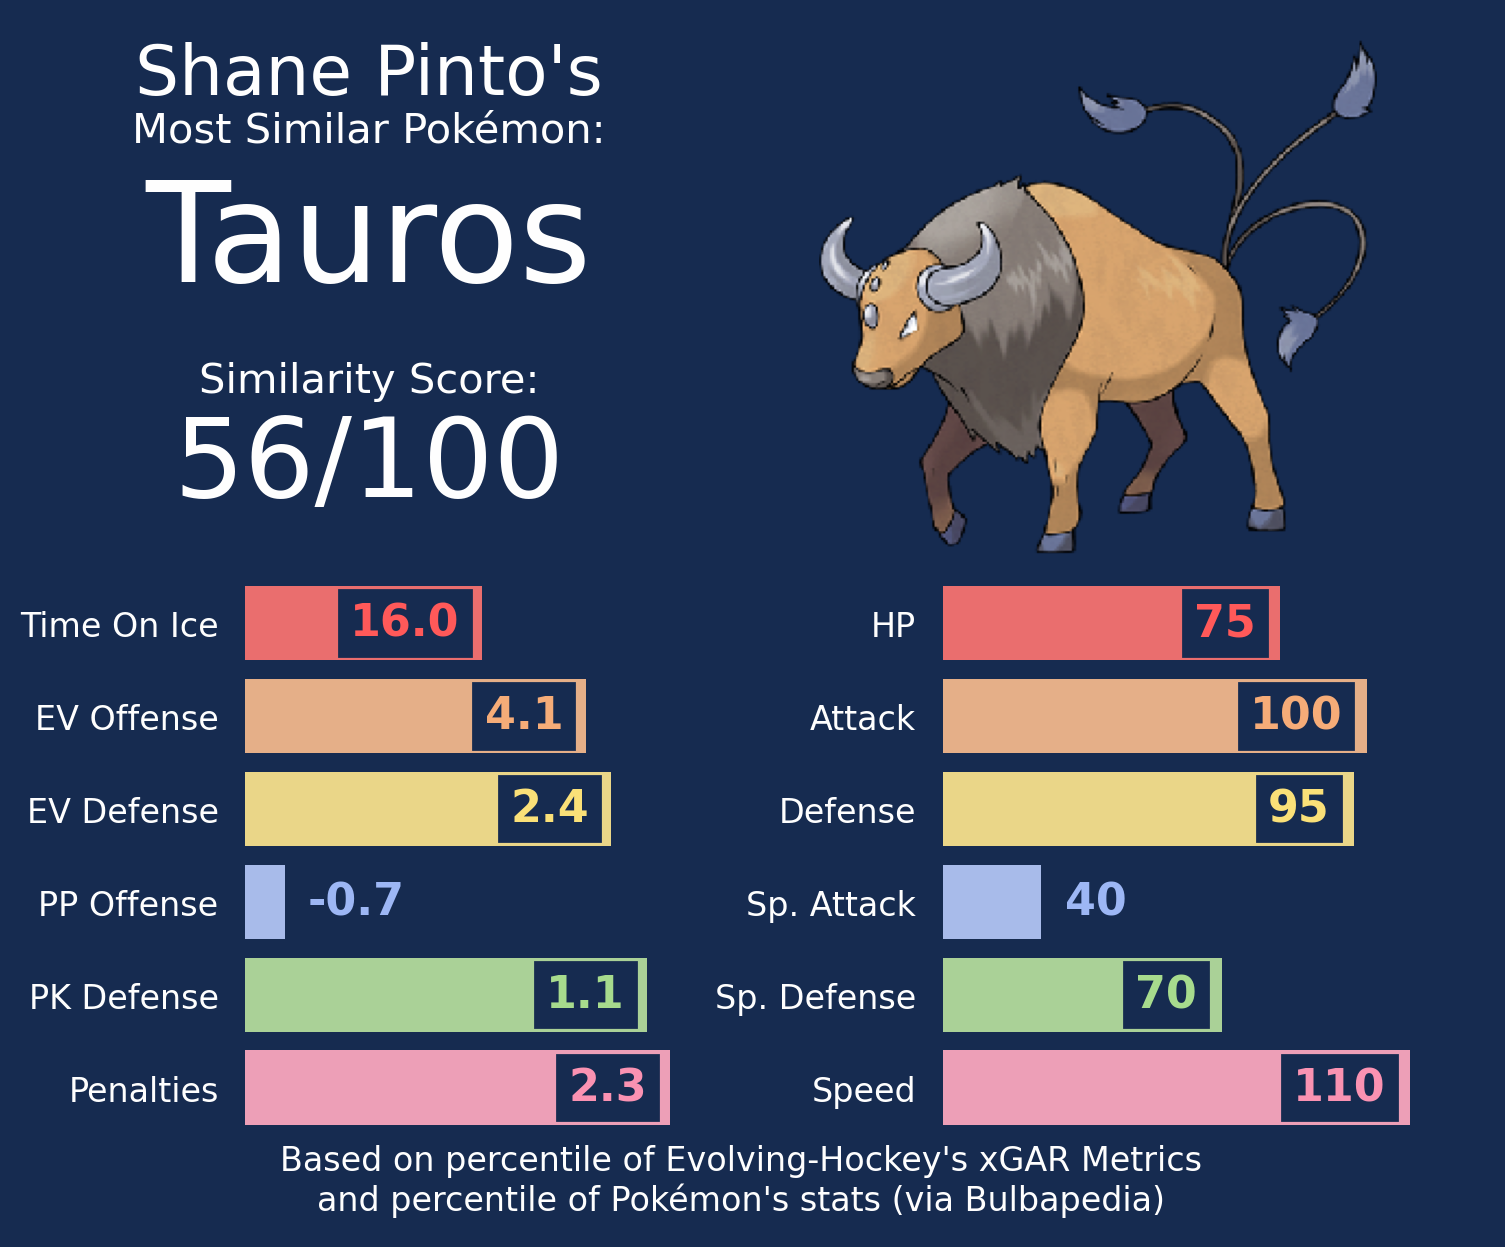 Shane Pinto's
Most Similar Pokémon:
Tauros
Similarity Score:
56/100
Time On Ice 16.0
EV Offense 4.1
EV Defense 2.4
PP Offense -0.7
PK Defense 1.1
Penalties 2.3
HP 75
Attack 100
Defense 95
Sp. Attack 40
Sp. Defense 70
Speed 110
Based on percentile of Evolving-Hockey's xGAR Metrics
and percentile of Pokémon's stats (via Bulbapedia)